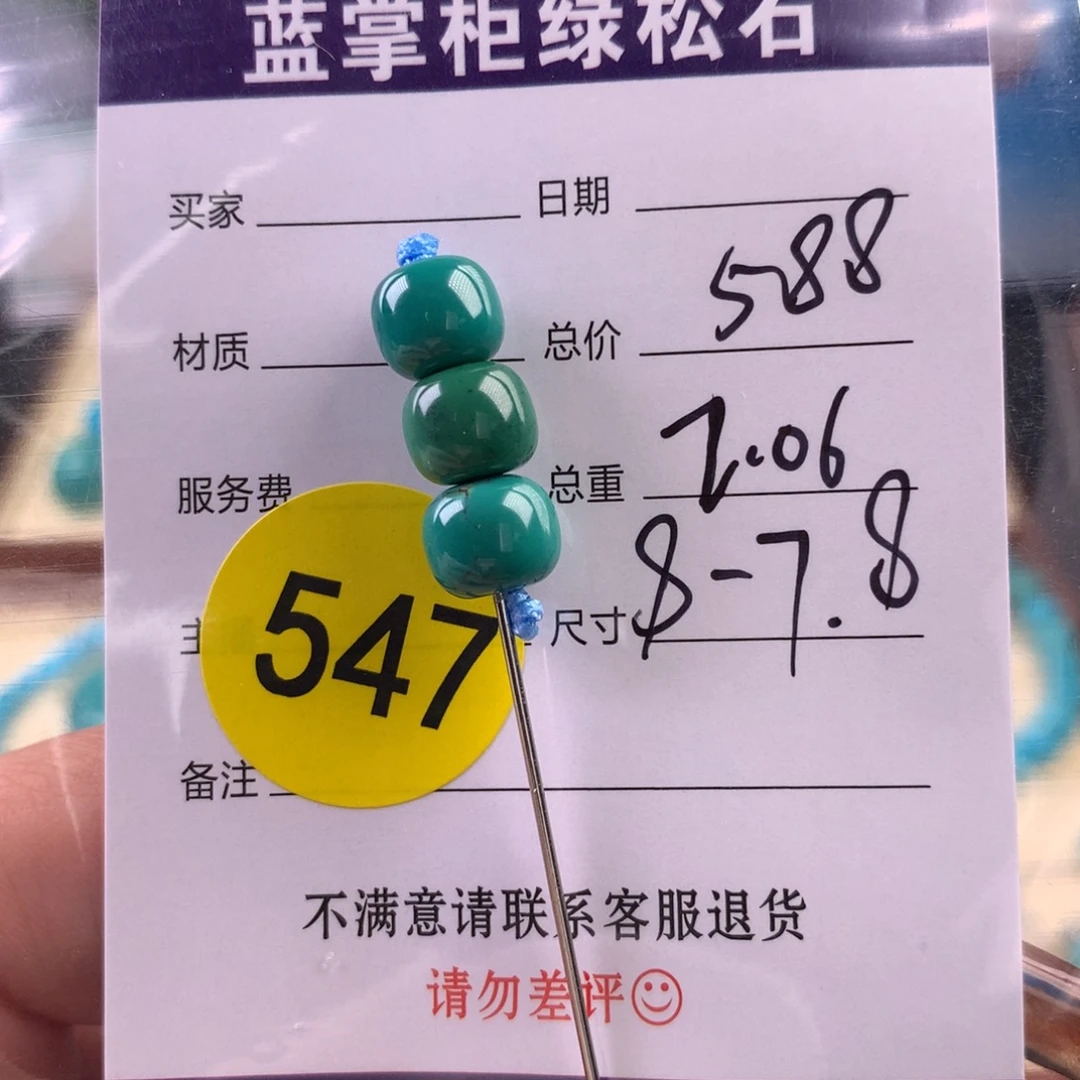 蓝掌柜绿松石
买家 日期
材质 总价 588
服务费 总重 2.06
尺寸 8-7.8
547
备注
不满意请联系客服退货
请勿差评